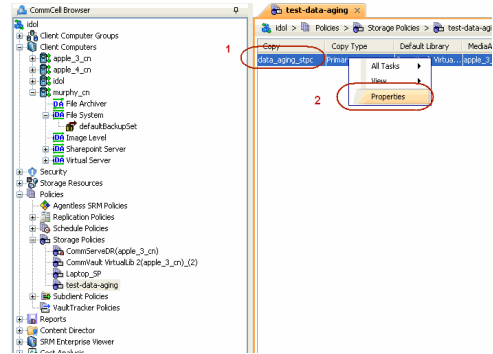 CommCell Browser
idol
Client Computer Groups
Client Computers
apple_3_cn
apple_4_cn
idol
murphy_cn
File Archiver
File System
defaultBackupSet
Image Level
Sharepoint Server
Virtual Server
Security
Storage Resources
Policies
Agentless SRM Policies
Replication Policies
Schedule Policies
Storage Policies
CommServeDR(apple_3_cn)
CommVault VirtualLib 2(apple_3_cn)_(2)
Laptop_SP
test-data-aging
Subclient Policies
VaultTracker Policies
Reports
Content Director
SRM Enterprise Viewer
Cost Analysis
test-data-aging
idol > Policies > Storage Policies > test-data-agi
1
Copy Copy Type Default Library MediaA
data_aging_stpc Primar Virtua... apple_3_
All Tasks
View
Properties
2